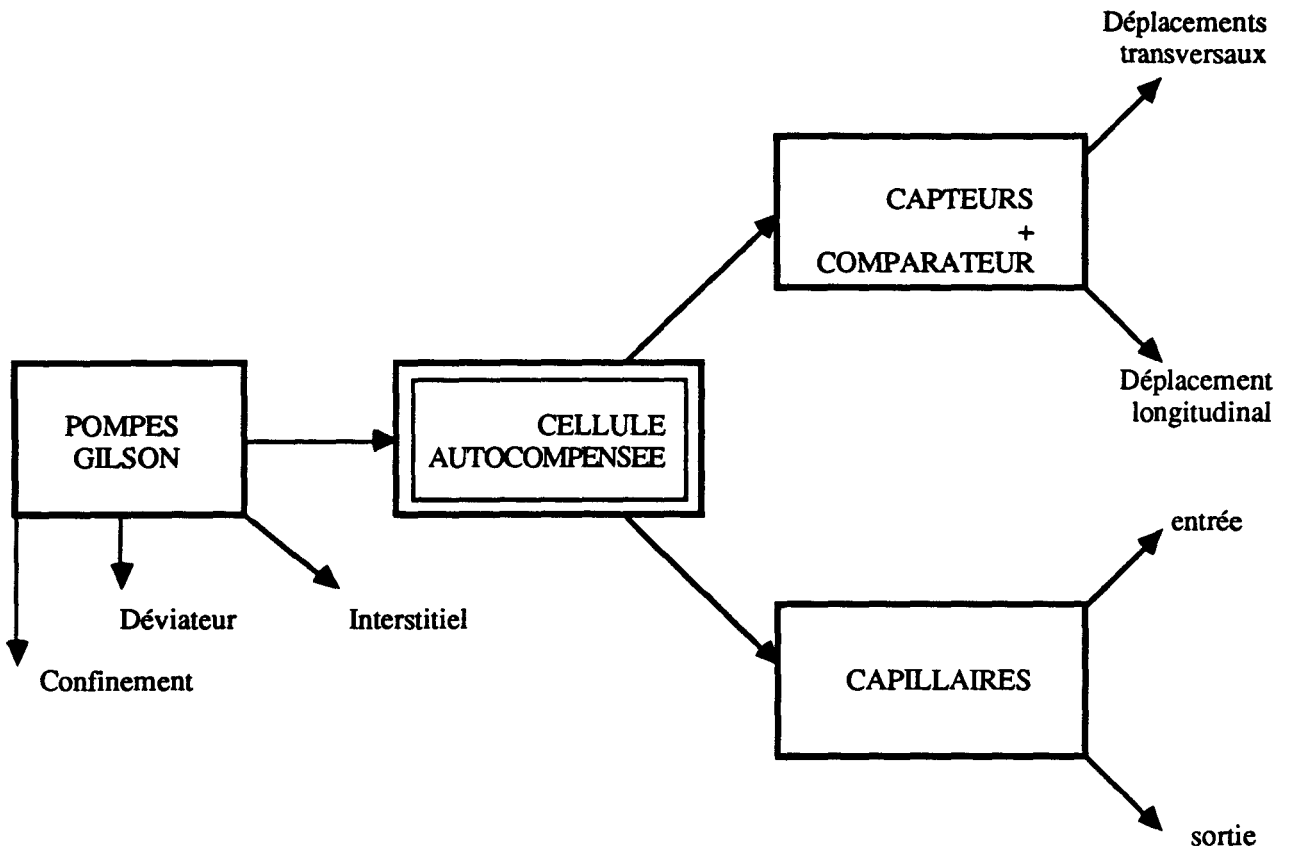 Déplacements
transversaux
CAPTEURS
+
COMPARATEUR
Déplacement
longitudinal
POMPES
GILSON
CELLULE
AUTOCOMPENSEE
Déviateur
Interstitiel
Confinement
entrée
CAPILLAIRES
sortie